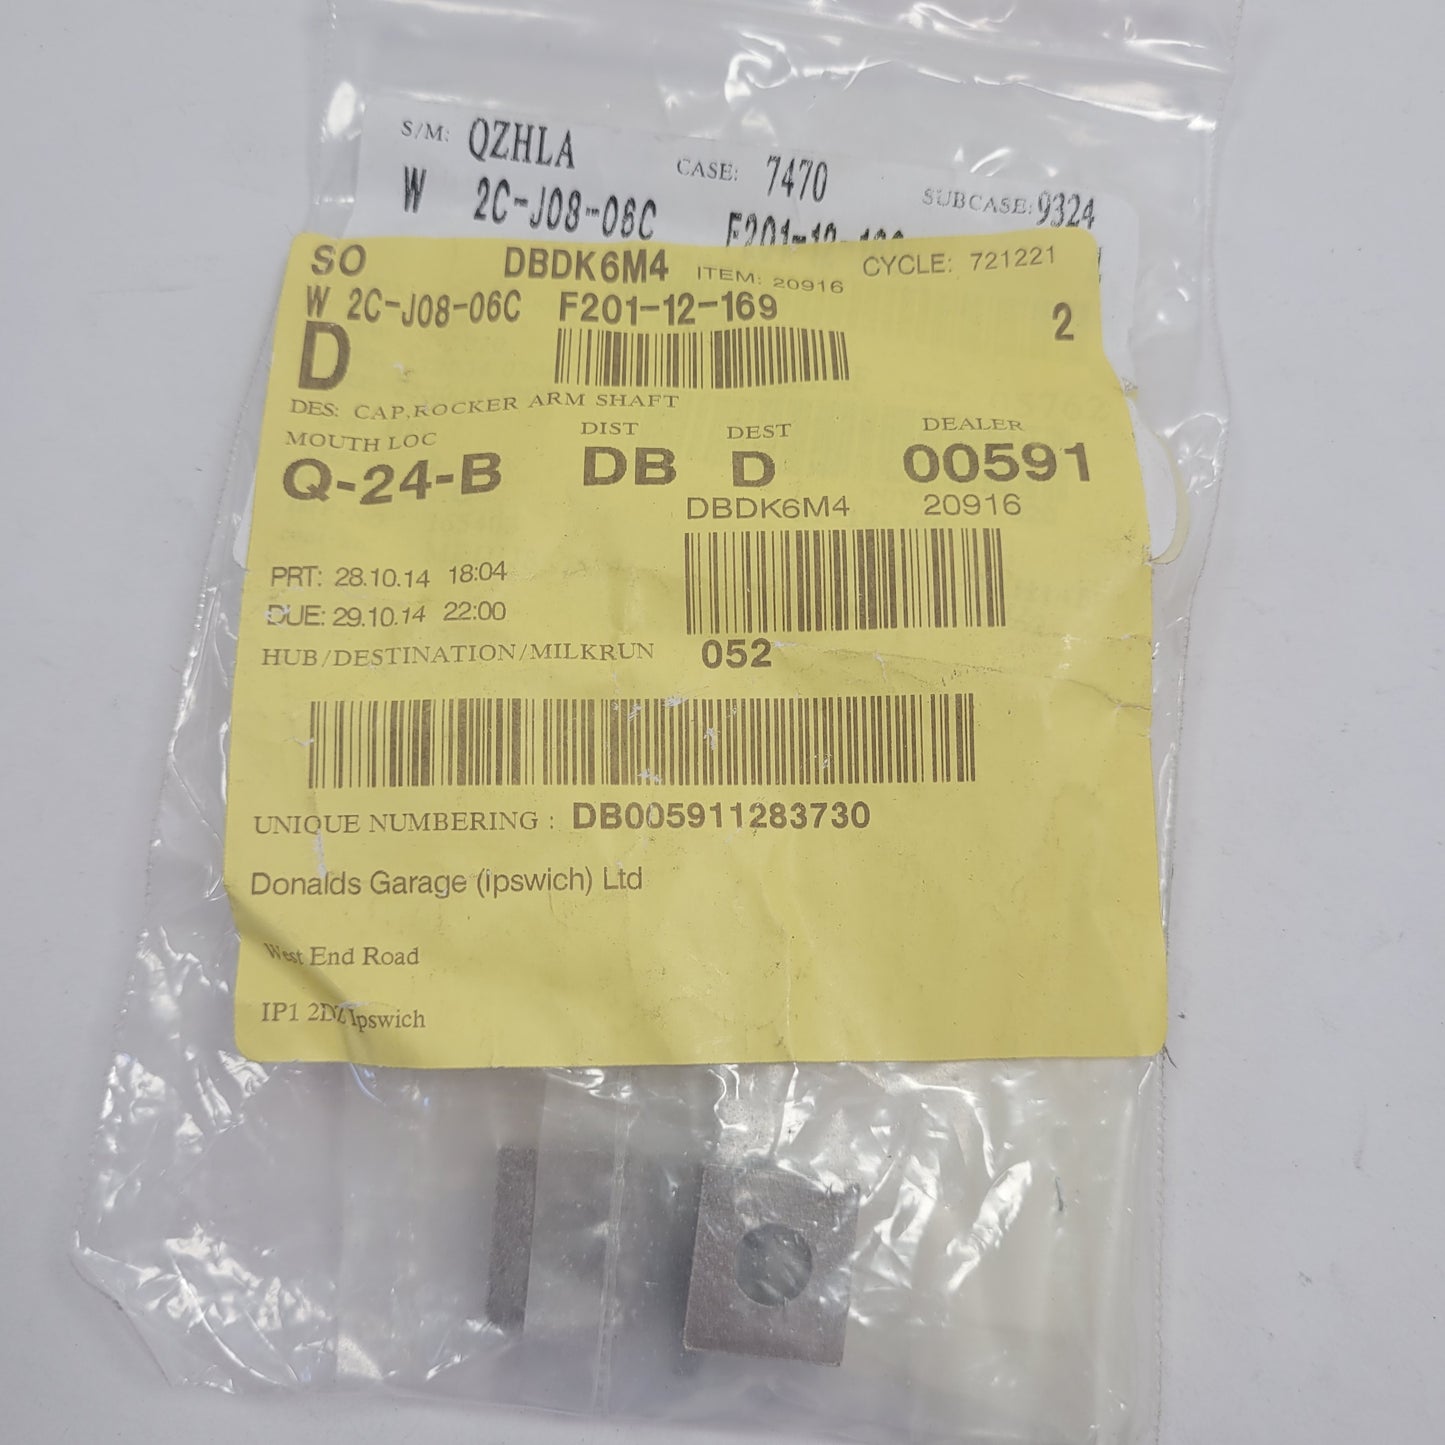 S/M: QZHLA CASE: 7470 SUBCASE: 9324
W 2C-J08-06C
SO DBDK6M4 ITEM: 20916 CYCLE: 721221
W 2C-J08-06C F201-12-169 2
D
DES: CAP,ROCKER ARM SHAFT
MOUTH LOC DIST DEST DEALER
Q-24-B DB D 00591
DBDK6M4 20916
PRT: 28.10.14 18:04
DUE: 29.10.14 22:00
HUB/DESTINATION/MILKRUN 052
UNIQUE NUMBERING : DB005911283730
Donalds Garage (ipswich) Ltd
West End Road
IP1 2DZ Ipswich